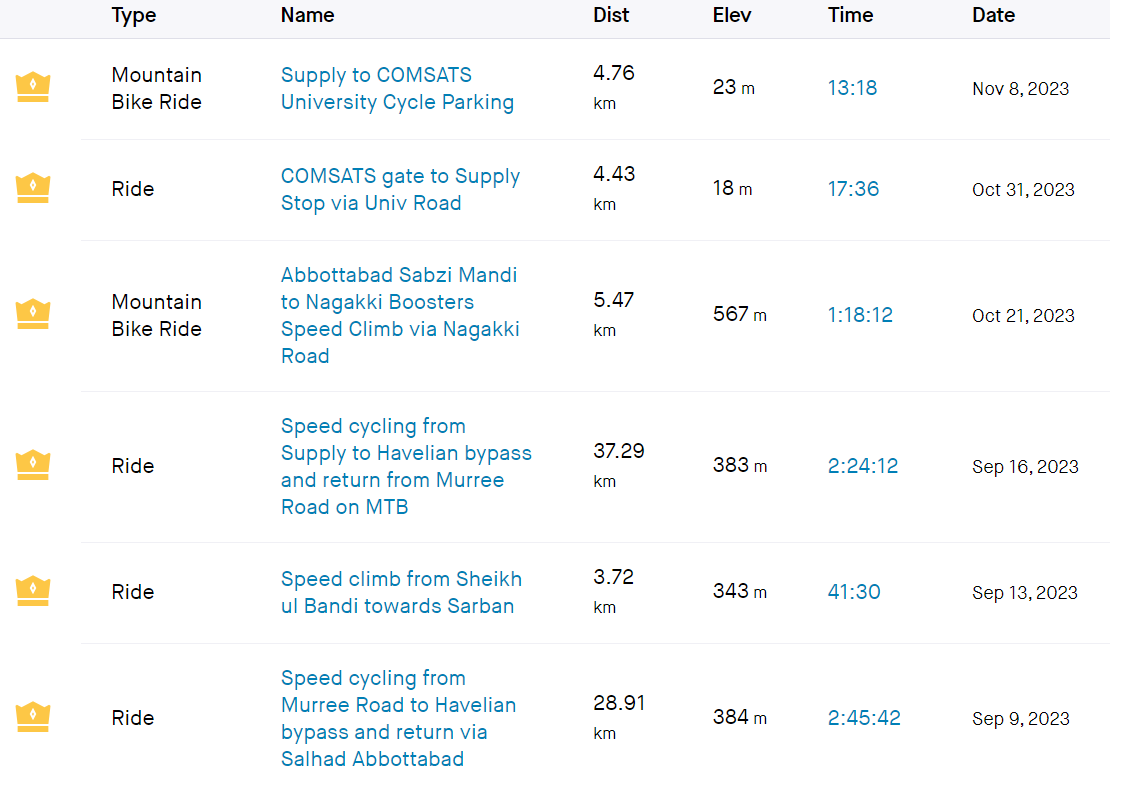 Type Name Dist Elev Time Date
Mountain Bike Ride Supply to COMSATS University Cycle Parking 4.76 km 23 m 13:18 Nov 8, 2023
Ride COMSATS gate to Supply Stop via Univ Road 4.43 km 18 m 17:36 Oct 31, 2023
Mountain Bike Ride Abbottabad Sabzi Mandi to Nagakki Boosters Speed Climb via Nagakki Road 5.47 km 567 m 1:18:12 Oct 21, 2023
Ride Speed cycling from Supply to Havelian bypass and return from Murree Road on MTB 37.29 km 383 m 2:24:12 Sep 16, 2023
Ride Speed climb from Sheikh ul Bandi towards Sarban 3.72 km 343 m 41:30 Sep 13, 2023
Ride Speed cycling from Murree Road to Havelian bypass and return via Salhad Abbottabad 28.91 km 384 m 2:45:42 Sep 9, 2023